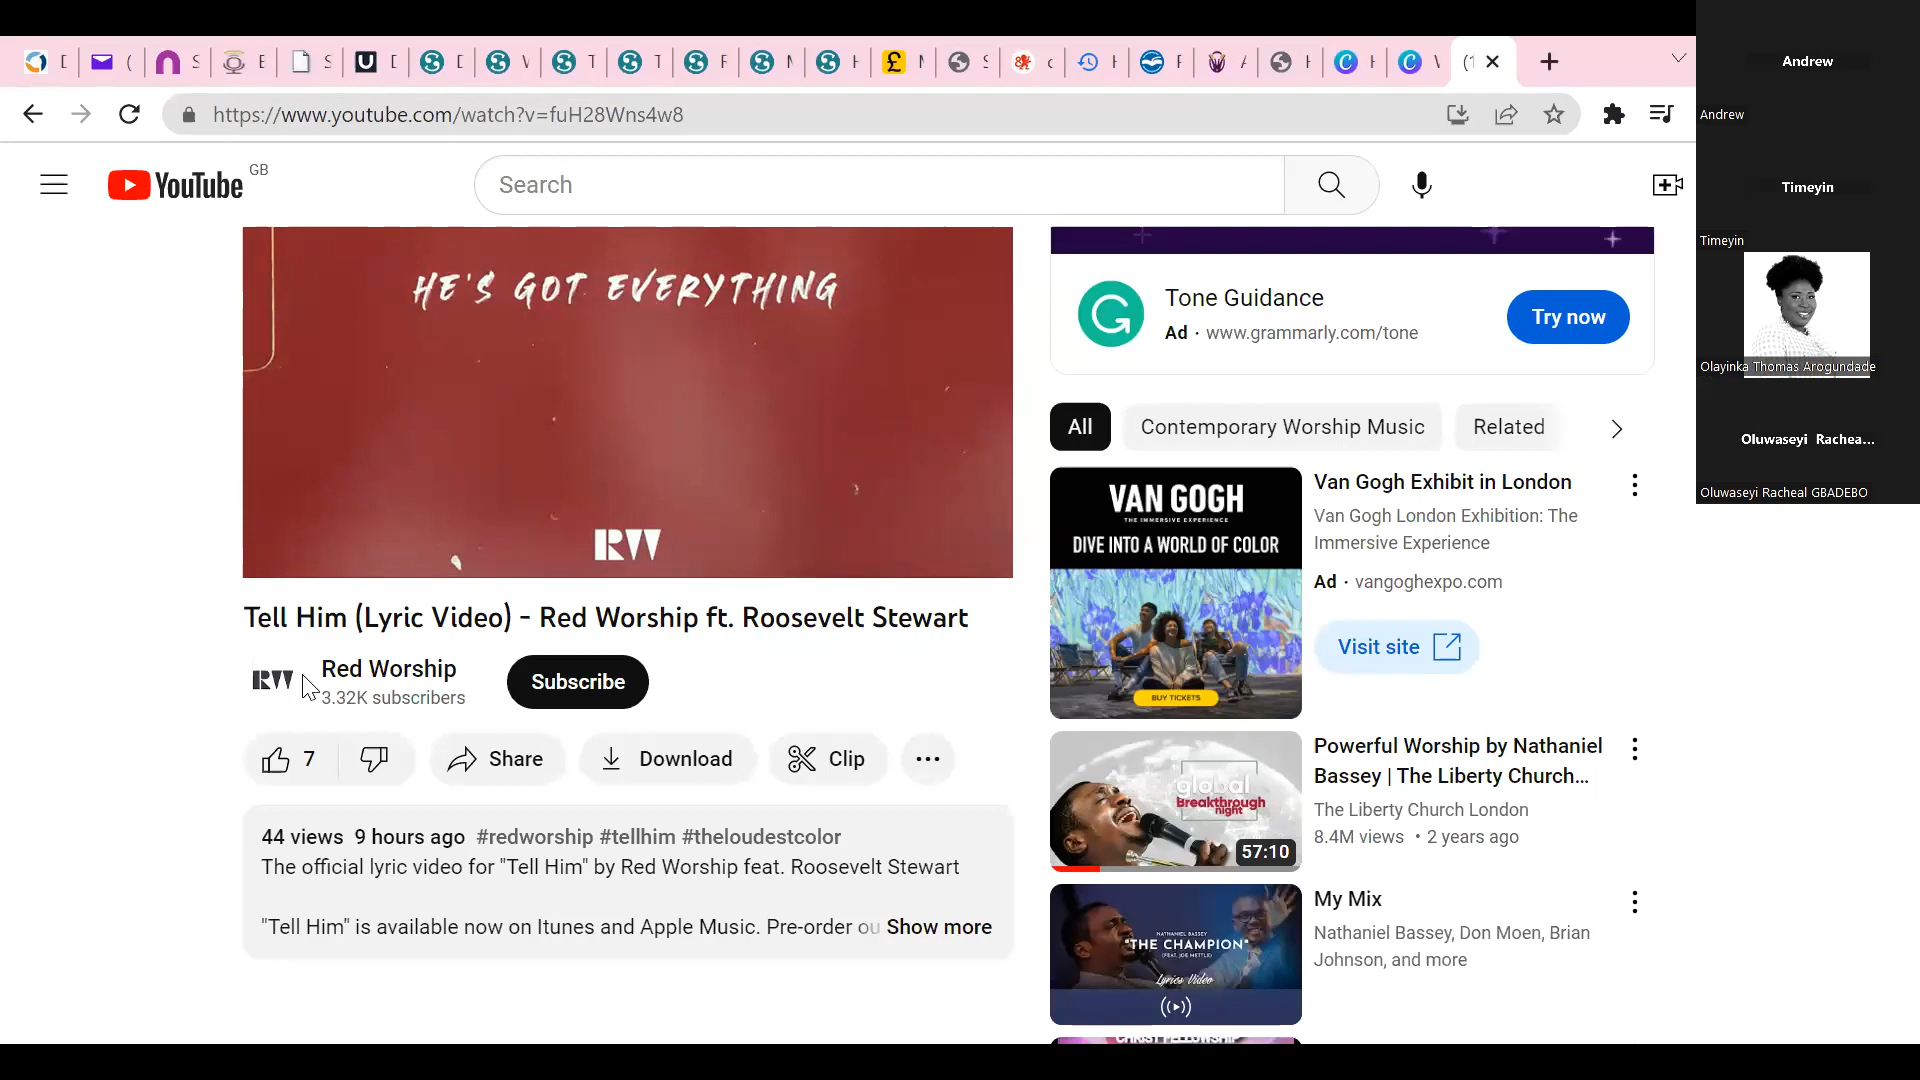 https://www.youtube.com/watch?v=fuH28Wns4w8
YouTube GB
Search
HE'S GOT EVERYTHING
RW
Tell Him (Lyric Video) - Red Worship ft. Roosevelt Stewart
RW
Red Worship
3.32K subscribers
Subscribe
7
Share
Download
Clip
44 views 9 hours ago #redworship #tellhim #theloudestcolor
The official lyric video for "Tell Him" by Red Worship feat. Roosevelt Stewart
"Tell Him" is available now on Itunes and Apple Music. Pre-order ou Show more
Tone Guidance
Ad · www.grammarly.com/tone
Try now
All
Contemporary Worship Music
Related
VAN GOGH
THE IMMERSIVE EXPERIENCE
DIVE INTO A WORLD OF COLOR
BUY TICKETS
Van Gogh Exhibit in London
Van Gogh London Exhibition: The
Immersive Experience
Ad · vangoghexpo.com
Visit site
global
Breakthrough
night
57:10
Powerful Worship by Nathaniel
Bassey | The Liberty Church...
The Liberty Church London
8.4M views • 2 years ago
NATHANIEL BASSEY
"THE CHAMPION"
(FEAT. JOE METTLE)
Lyrics Video
My Mix
Nathaniel Bassey, Don Moen, Brian
Johnson, and more
CHRIST FELLOWSHIP
Andrew
Andrew
Timeyin
Timeyin
Olayinka Thomas Arogundade
Oluwaseyi Rachea...
Oluwaseyi Racheal GBADEBO